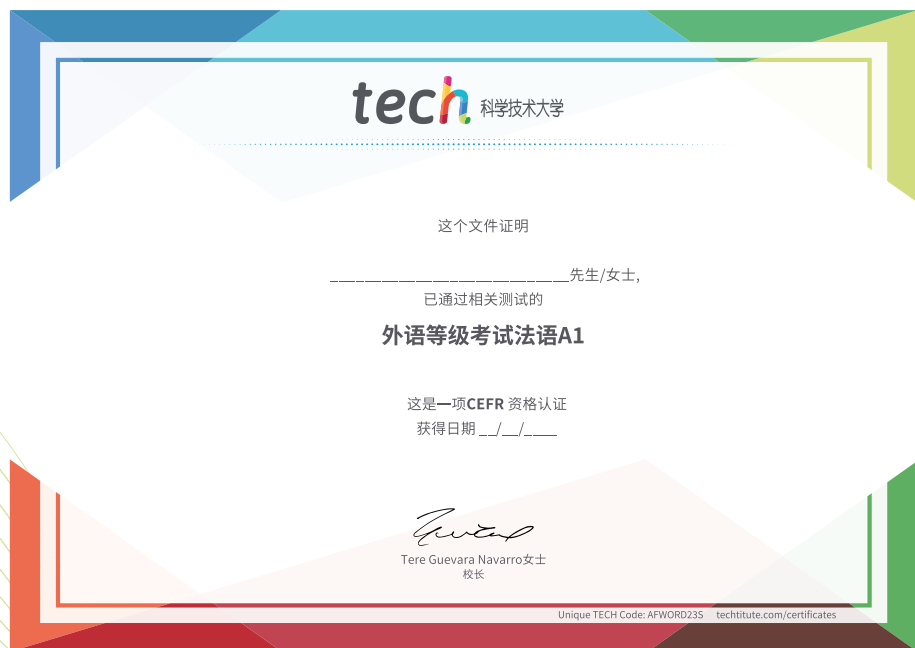 tech 科学技术大学
这个文件证明
____________________________先生/女士,
已通过相关测试的
外语等级考试法语A1
这是一项CEFR 资格认证
获得日期 __/__/____
Tere Guevara Navarro女士
校长
Unique TECH Code: AFWORD23S techtitute.com/certificates